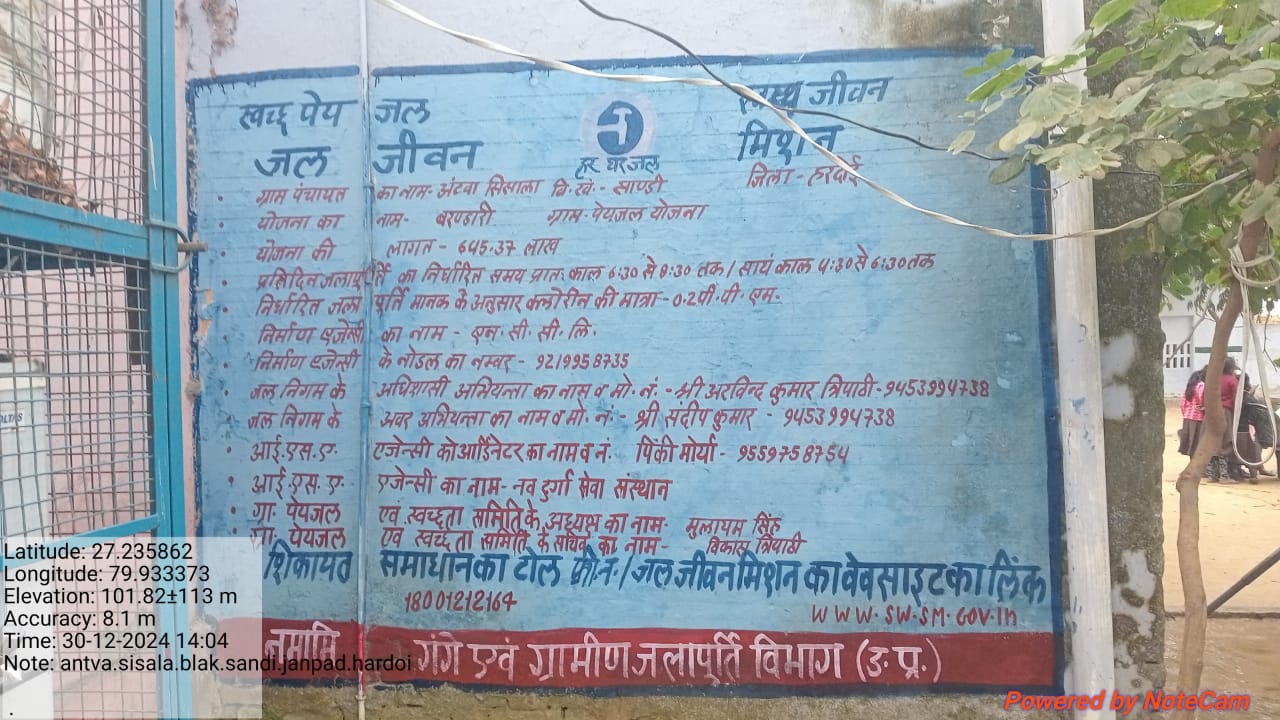 स्वच्छ पेय जल स्वस्थ जीवन
हर घर जल
जल जीवन मिशन
ग्राम पंचायत का नाम- अंटवा सिसाला वि.खं.- साण्डी जिला - हरदोई
योजना का नाम- बरण्डारी ग्राम-पेयजल योजना
योजना की लागत - 645.37 लाख
प्रतिदिन जलापूर्ति का निर्धारित समय प्रातः काल 6:30 से 8:30 तक / सायं काल 4:30 से 6:30 तक
निर्धारित जला पूर्ति मानक के अनुसार क्लोरीन की मात्रा - 0.2 पी.पी.एम.
निर्माण एजेन्सी का नाम - एन.सी.सी.लि.
निर्माण एजेन्सी के नोडल का नम्बर - 9219958735
जल निगम के अधिशासी अभियन्ता का नाम व मो.नं.- श्री अरविन्द कुमार त्रिपाठी-9453994738
जल निगम के अवर अभियन्ता का नाम व मो.नं.- श्री सदीप कुमार - 9453994738
आई.एस.ए. एजेन्सी कोआर्डिनेटर का नाम व नं. पिंकी मोर्या- 9559758754
आई.एस.ए- एजेन्सी का नाम- नव दुर्गा सेवा संस्थान
ग्रा. पेयजल एवं स्वच्छता समिति के अध्यक्ष का नाम- मुलायम सिंह
ग्रा. पेयजल एवं स्वच्छता समिति के सचिव का नाम- विकास त्रिपाठी
शिकायत समाधान का टोल फ्री नं. / जल जीवन मिशन का वेवसाइट का लिंक
18001212164 www.sw.sm.gov.in
नमामि गंगे एवं ग्रामीण जलापूर्ति विभाग (उ.प्र.)
Latitude: 27.235862
Longitude: 79.933373
Elevation: 101.82±113 m
Accuracy: 8.1 m
Time: 30-12-2024 14:04
Note: antva.sisala.blak.sandi.janpad.hardoi
.
Powered by NoteCam